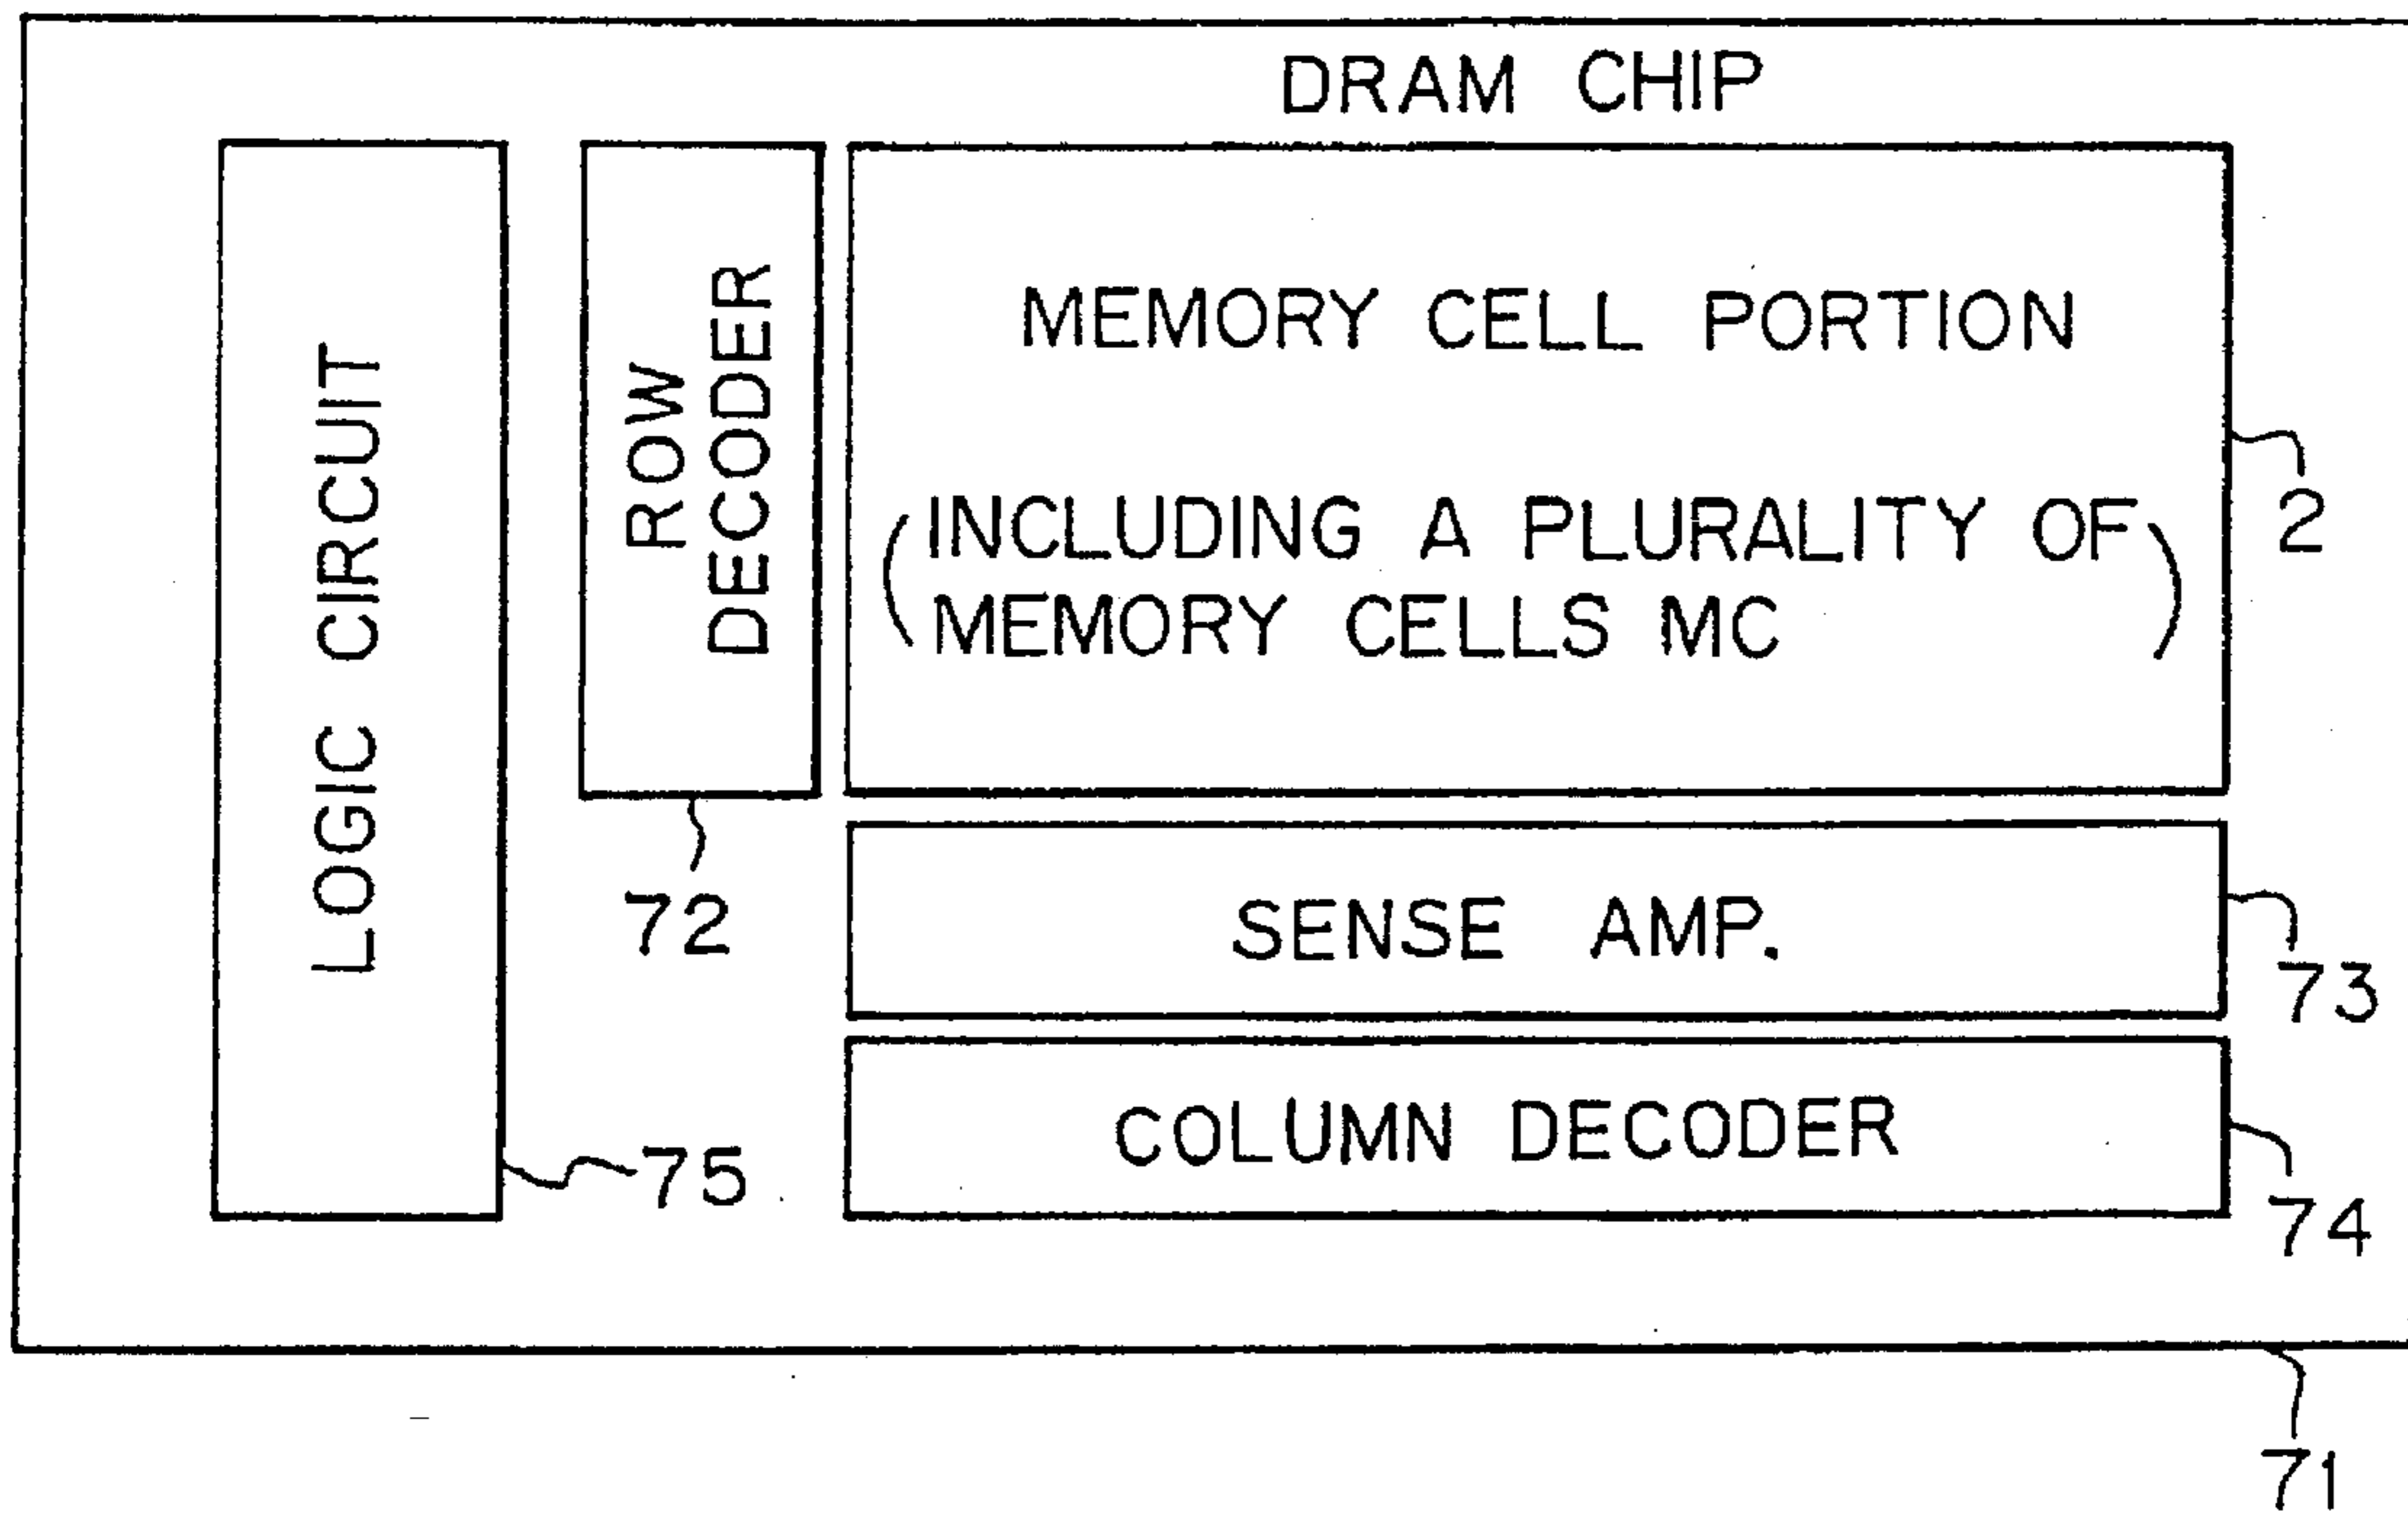 DRAM CHIP
LOGIC CIRCUIT
ROW
DECODER
MEMORY CELL PORTION
(INCLUDING A PLURALITY OF
MEMORY CELLS MC)
2
72
SENSE AMP.
73
COLUMN DECODER
75
74
71